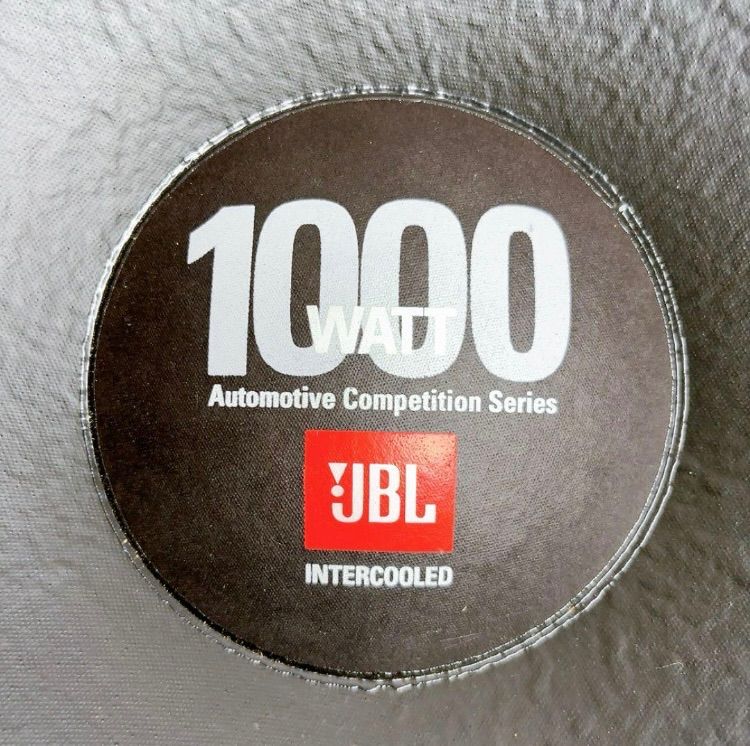 1000
WATT
Automotive Competition Series
JBL
INTERCOOLED